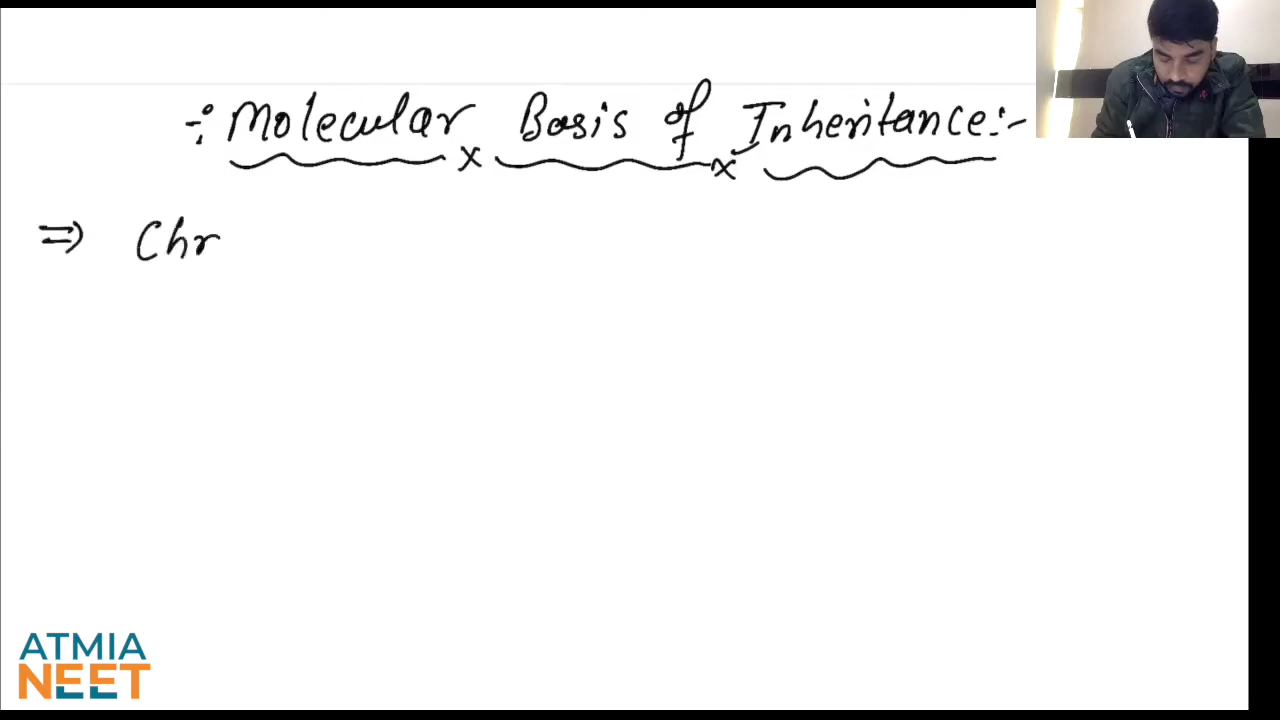 ÷ Molecular Basis of Inheritance:-
⇒ Chr
ATMIA
NEET